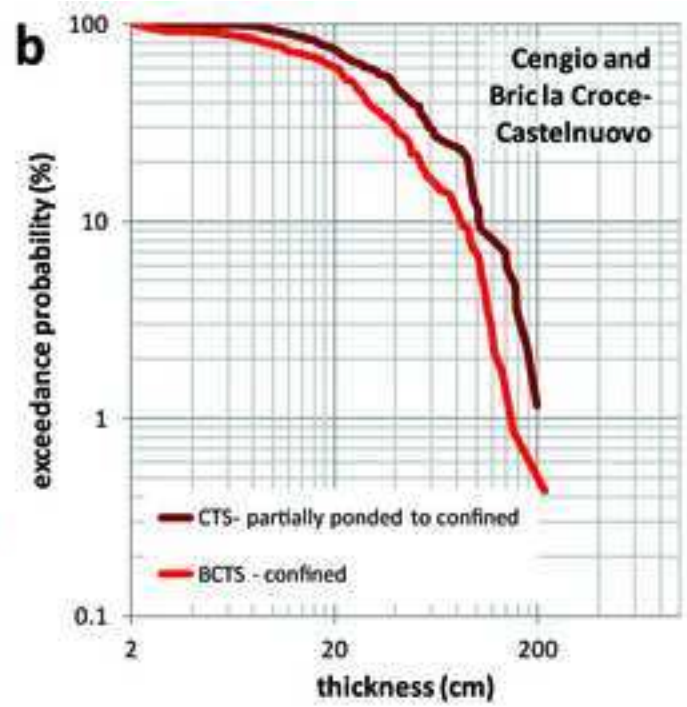 b
Cengio and
Bric la Croce-
Castelnuovo
exceedance probability (%)
100
10
1
0.1
CTS- partially ponded to confined
BCTS - confined
2
20
200
thickness (cm)